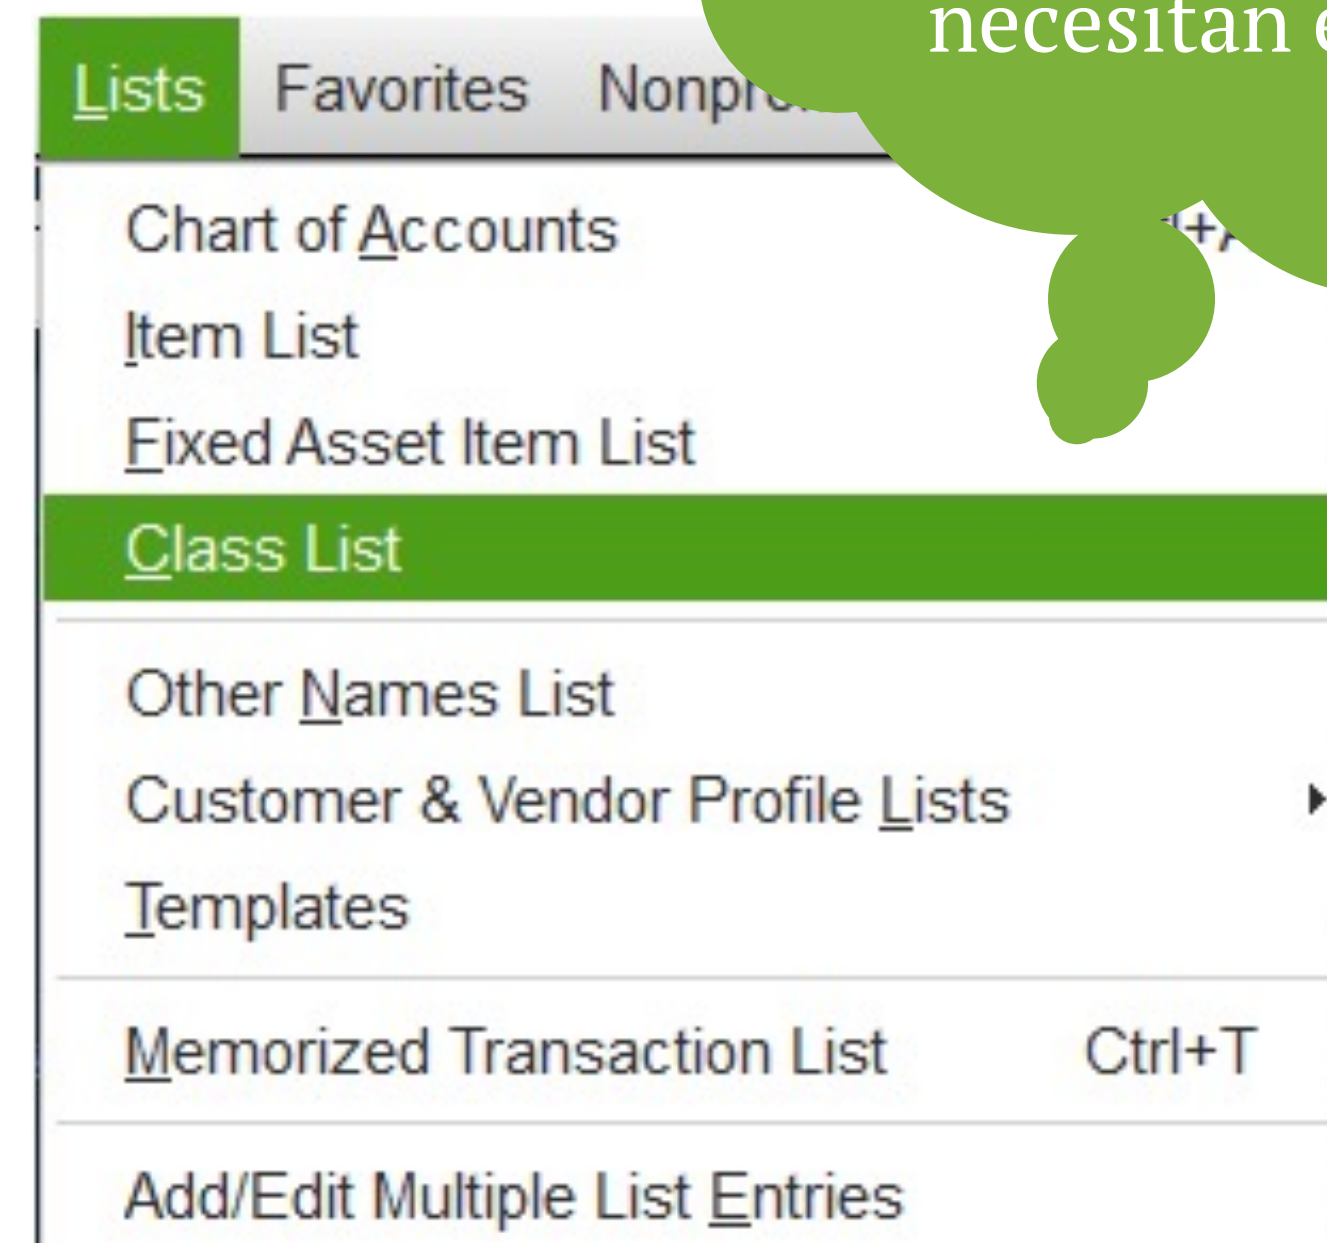 necesitan
Lists Favorites
Chart of Accounts
Item List
Fixed Asset Item List
Class List
Other Names List
Customer & Vendor Profile Lists
Templates
Memorized Transaction List Ctrl+T
Add/Edit Multiple List Entries